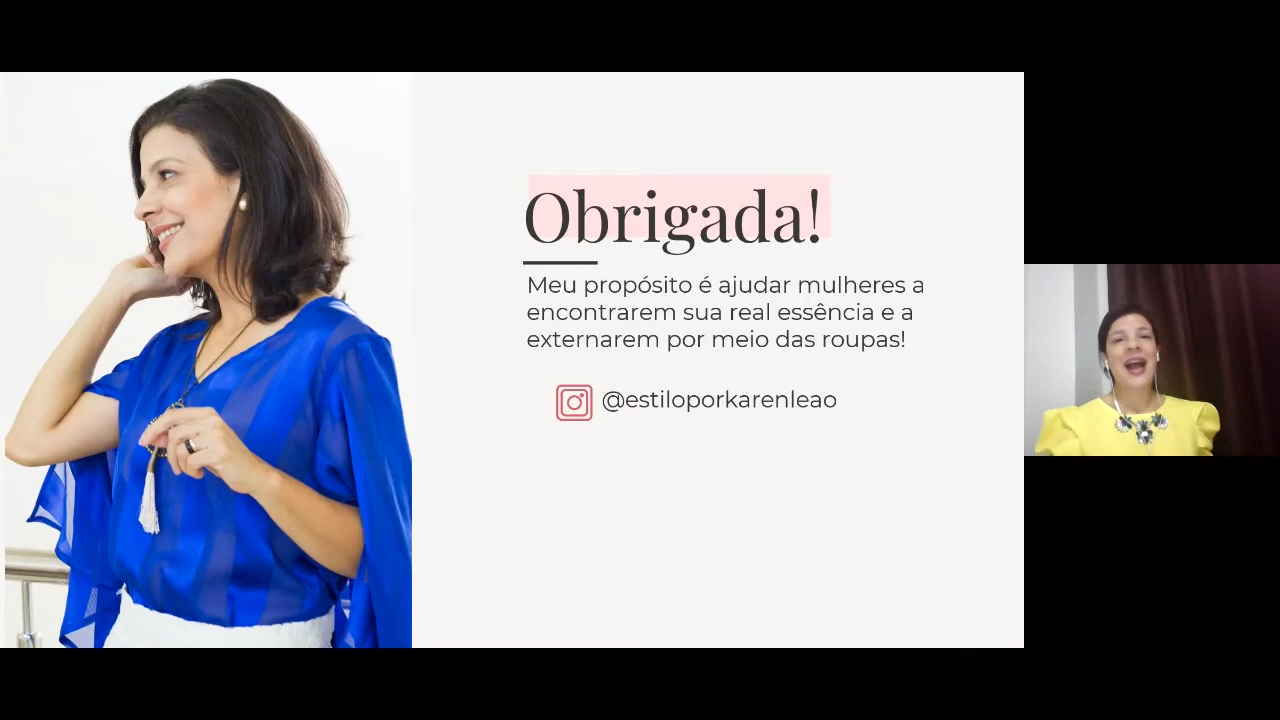 Obrigada!
Meu propósito é ajudar mulheres a
encontrarem sua real essência e a
externarem por meio das roupas!
@estiloporkarenleao